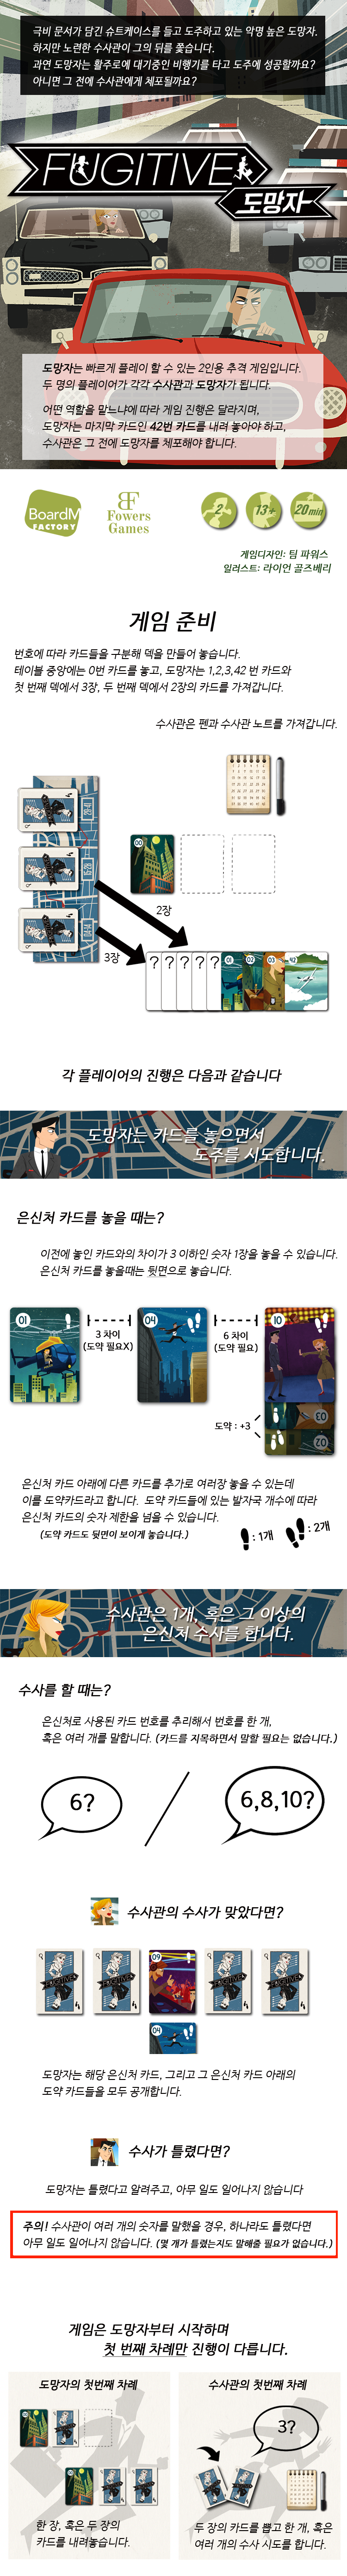 극비 문서가 담긴 슈트케이스를 들고 도주하고 있는 악명 높은 도망자.
하지만 노련한 수사관이 그의 뒤를 쫓습니다.
과연 도망자는 활주로에 대기중인 비행기를 타고 도주에 성공할까요?
아니면 그 전에 수사관에게 체포될까요?
FUGITIVE
도망자
도망자는 빠르게 플레이 할 수 있는 2인용 추격 게임입니다.
두 명의 플레이어가 각각 수사관과 도망자가 됩니다.
어떤 역할을 맡느냐에 따라 게임 진행은 달라지며,
도망자는 마지막 카드인 42번 카드를 내려 놓아야 하고,
수사관은 그 전에 도망자를 체포해야 합니다.
BoardM
FACTORY
BF
Fowers
Games
2
13+
20min
게임디자인: 팀 파워스
일러스트: 라이언 골즈베리
게임 준비
번호에 따라 카드들을 구분해 덱을 만들어 놓습니다.
테이블 중앙에는 0번 카드를 놓고, 도망자는 1,2,3,42 번 카드와
첫 번째 덱에서 3장, 두 번째 덱에서 2장의 카드를 가져갑니다.
수사관은 펜과 수사관 노트를 가져갑니다.
29-41
15-28
04-14
00
2장
3장
? ? ? ? ? 01 02 03 42
각 플레이어의 진행은 다음과 같습니다
도망자는 카드를 놓으면서
도주를 시도합니다.
은신처 카드를 놓을 때는?
이전에 놓인 카드와의 차이가 3 이하인 숫자 1장을 놓을 수 있습니다.
은신처 카드를 놓을때는 뒷면으로 놓습니다.
01
3 차이
(도약 필요X)
04
6 차이
(도약 필요)
10
도약 : +3
03
02
은신처 카드 아래에 다른 카드를 추가로 여러장 놓을 수 있는데
이를 도약카드라고 합니다. 도약 카드들에 있는 발자국 개수에 따라
은신처 카드의 숫자 제한을 넘을 수 있습니다.
(도약 카드도 뒷면이 보이게 놓습니다.)
: 1개
: 2개
수사관은 1개, 혹은 그 이상의
은신처 수사를 합니다.
수사를 할 때는?
은신처로 사용된 카드 번호를 추리해서 번호를 한 개,
혹은 여러 개를 말합니다. (카드를 지목하면서 말할 필요는 없습니다.)
6?
6,8,10?
수사관의 수사가 맞았다면?
FUGITIVE
FUGITIVE
09
FUGITIVE
FUGITIVE
04
도망자는 해당 은신처 카드, 그리고 그 은신처 카드 아래의
도약 카드들을 모두 공개합니다.
수사가 틀렸다면?
도망자는 틀렸다고 알려주고, 아무 일도 일어나지 않습니다
주의! 수사관이 여러 개의 숫자를 말했을 경우, 하나라도 틀렸다면
아무 일도 일어나지 않습니다. (몇 개가 틀렸는지도 말해줄 필요가 없습니다.)
게임은 도망자부터 시작하며
첫 번째 차례만 진행이 다릅니다.
도망자의 첫번째 차례
한 장, 혹은 두 장의
카드를 내려놓습니다.
수사관의 첫번째 차례
3?
두 장의 카드를 뽑고 한 개, 혹은
여러 개의 수사 시도를 합니다.